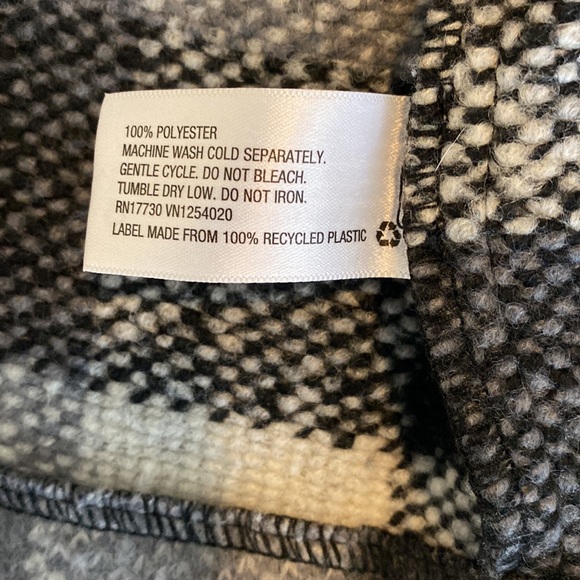 100% POLYESTER
MACHINE WASH COLD SEPARATELY.
GENTLE CYCLE. DO NOT BLEACH.
TUMBLE DRY LOW. DO NOT IRON.
RN17730 VN1254020
LABEL MADE FROM 100% RECYCLED PLASTIC